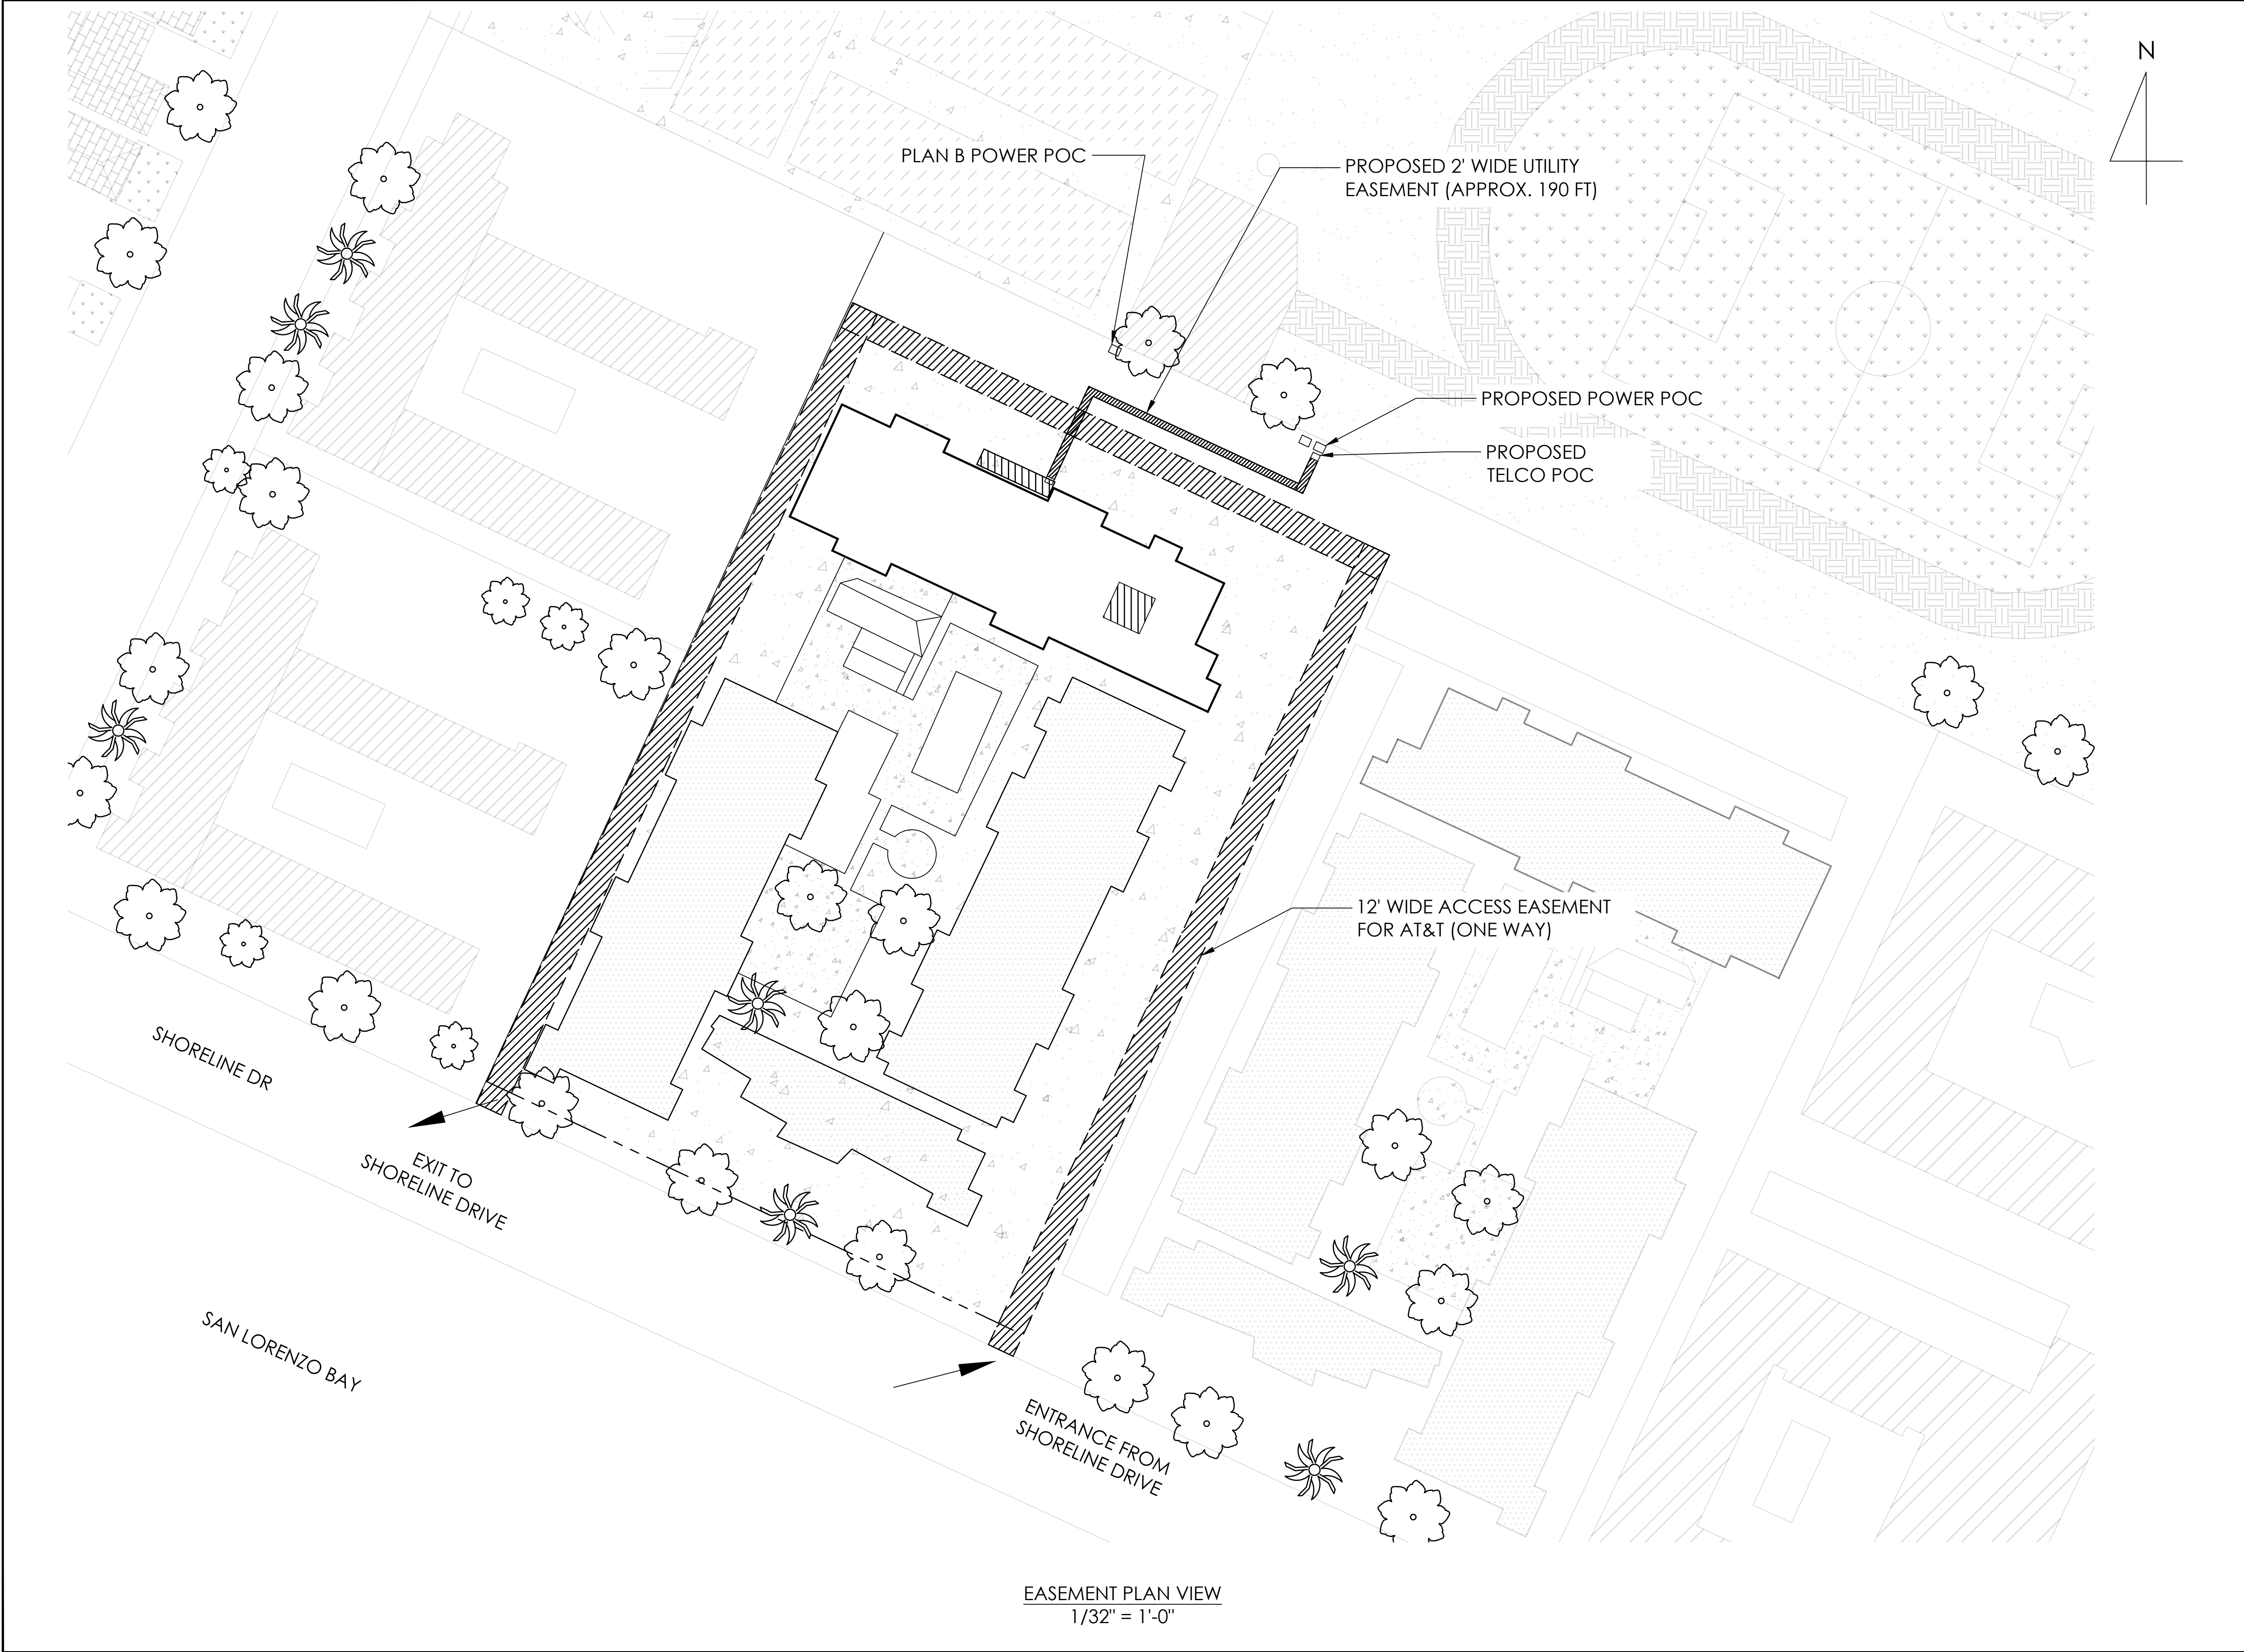 N
PLAN B POWER POC
PROPOSED 2' WIDE UTILITY
EASEMENT (APPROX. 190 FT)
PROPOSED POWER POC
PROPOSED
TELCO POC
12' WIDE ACCESS EASEMENT
FOR AT&T (ONE WAY)
SHORELINE DR
EXIT TO
SHORELINE DRIVE
SAN LORENZO BAY
ENTRANCE FROM
SHORELINE DRIVE
EASEMENT PLAN VIEW
1/32" = 1'-0"